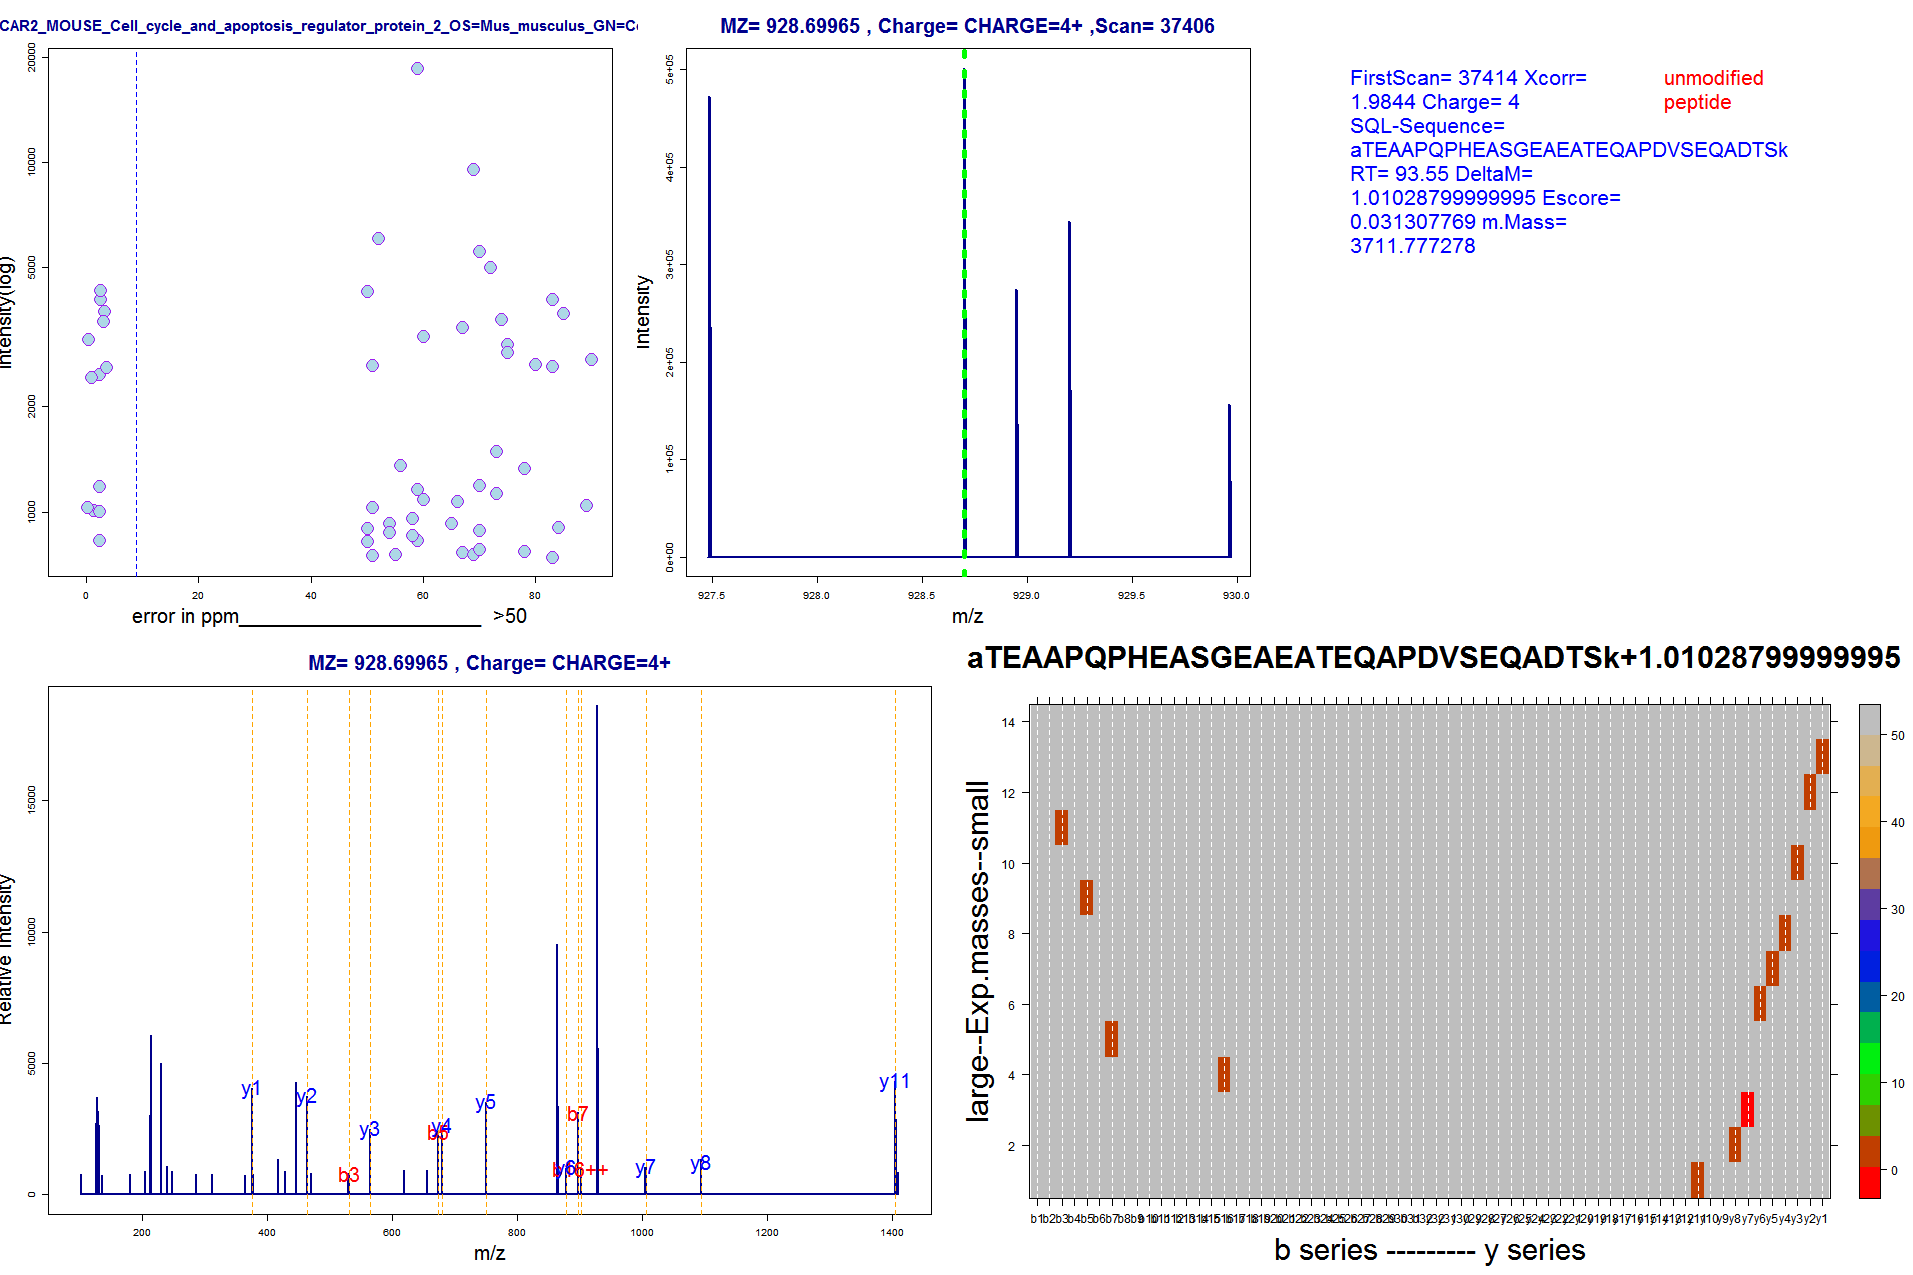 CAR2_MOUSE_Cell_cycle_and_apoptosis_regulator_protein_2_OS=Mus_musculus_GN=C
20000
10000
5000
2000
1000
Intensity(log)
0 20 40 60 80
error in ppm >50
MZ= 928.69965 , Charge= CHARGE=4+ ,Scan= 37406
5e+05
4e+05
3e+05
2e+05
1e+05
0e+00
Intensity
927.5 928.0 928.5 929.0 929.5 930.0
m/z
FirstScan= 37414 Xcorr=
1.9844 Charge= 4
SQL-Sequence=
aTEAAPQPHEASGEAEATEQAPDVSEQADTSk
RT= 93.55 DeltaM=
1.01028799999995 Escore=
0.031307769 m.Mass=
3711.777278
unmodified
peptide
MZ= 928.69965 , Charge= CHARGE=4+
15000
10000
5000
0
Relative Intensity
y1 y2 b3 y3 b5 y4 y5 b7 y6 y7 y8 y11
200 400 600 800 1000 1200 1400
m/z
aTEAAPQPHEASGEAEATEQAPDVSEQADTSk+1.01028799999995
14
12
10
8
6
4
2
large--Exp.masses--small
50
40
30
20
10
0
b series --------- y series